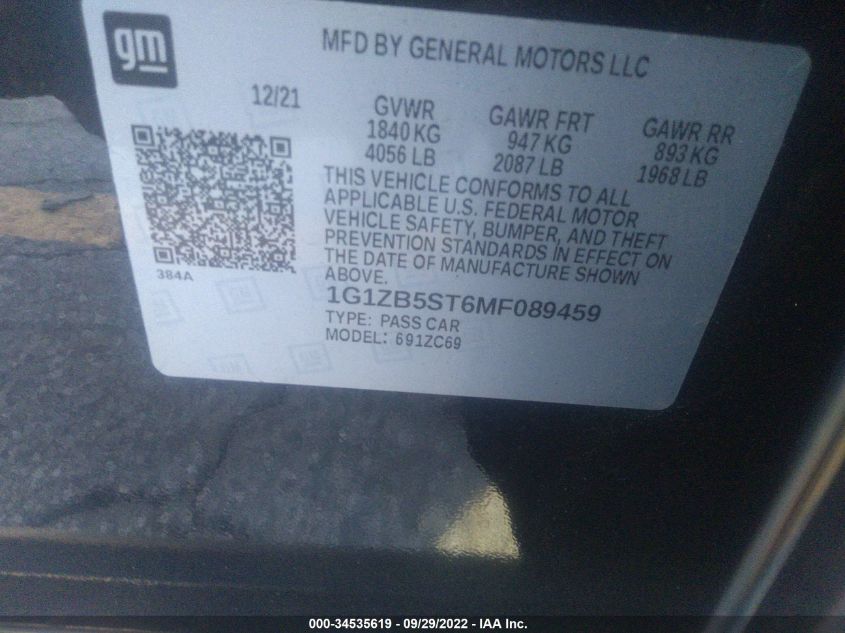 gm
MFD BY GENERAL MOTORS LLC
12/21
GVWR
1840 KG
4056 LB
GAWR FRT
947 KG
2087 LB
GAWR RR
893 KG
1968 LB
THIS VEHICLE CONFORMS TO ALL
APPLICABLE U.S. FEDERAL MOTOR
VEHICLE SAFETY, BUMPER, AND THEFT
PREVENTION STANDARDS IN EFFECT ON
THE DATE OF MANUFACTURE SHOWN
ABOVE.
384A
1G1ZB5ST6MF089459
TYPE: PASS CAR
MODEL: 691ZC69
000-34535619 - 09/29/2022 - IAA Inc.